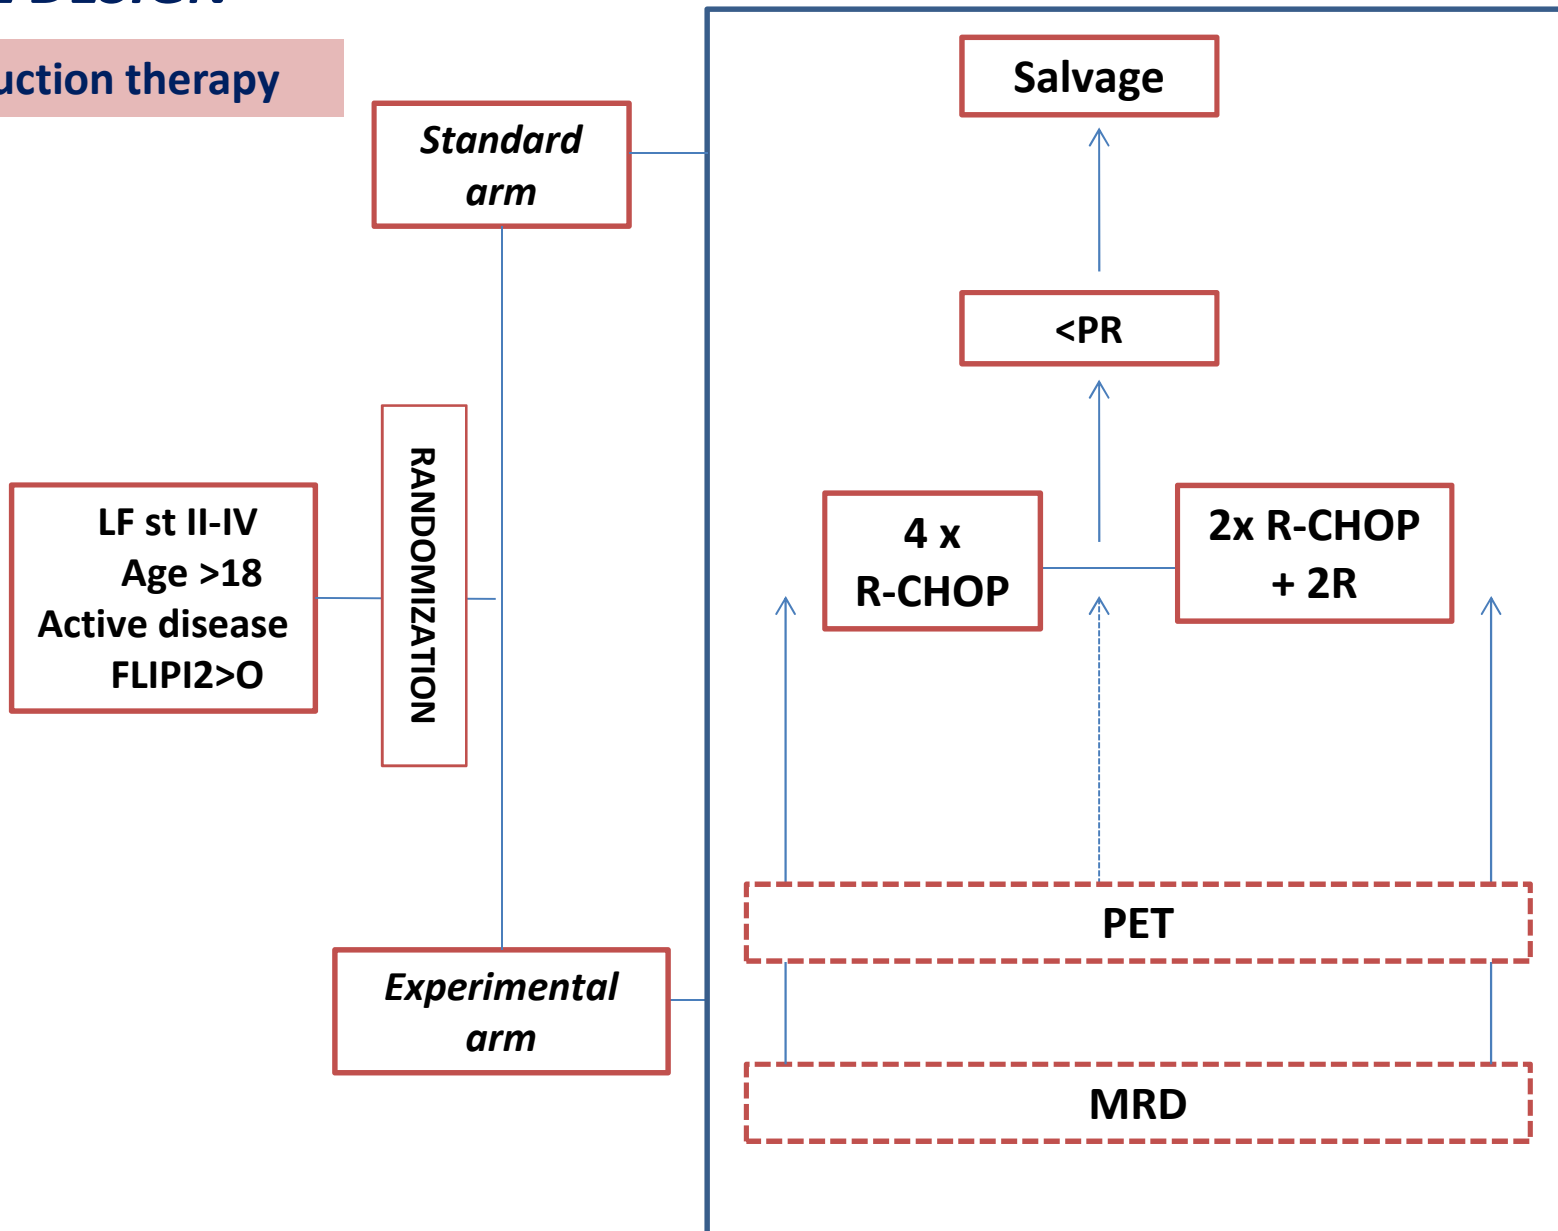 DESIGN
uction therapy
Standard
arm
Salvage
<PR
RANDOMIZATION
LF st II-IV
Age >18
Active disease
FLIPI2>O
4 x
R-CHOP
2x R-CHOP
+ 2R
PET
Experimental
arm
MRD